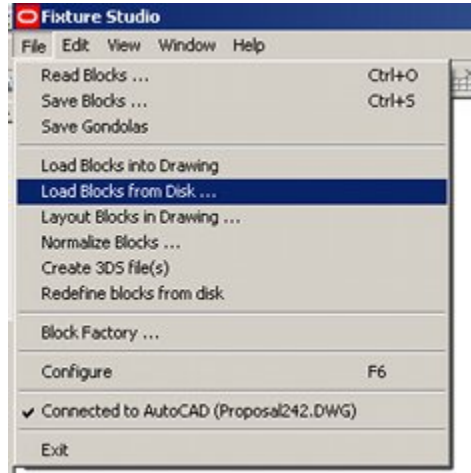 Fixture Studio
File Edit View Window Help
Read Blocks ... Ctrl+O
Save Blocks ... Ctrl+S
Save Gondolas
Load Blocks into Drawing
Load Blocks from Disk ...
Layout Blocks in Drawing ...
Normalize Blocks ...
Create 3DS file(s)
Redefine blocks from disk
Block Factory ...
Configure F6
Connected to AutoCAD (Proposal242.DWG)
Exit